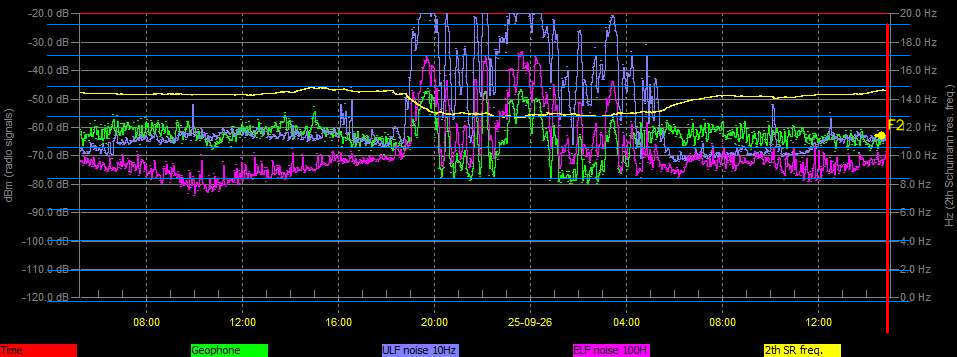 -20.0 dB 20.0 Hz
-30.0 dB 18.0 Hz
-40.0 dB 16.0 Hz
-50.0 dB 14.0 Hz
F2
-60.0 dB 12.0 Hz
-70.0 dB 10.0 Hz
-80.0 dB 8.0 Hz
-90.0 dB 6.0 Hz
-100.0 dB 4.0 Hz
-110.0 dB 2.0 Hz
-120.0 dB 0.0 Hz
dBm (radio signals)
Hz (2th Schumann res. freq.)
08:00 12:00 16:00 20:00 25-09-26 04:00 08:00 12:00
Time Geophone ULF noise 10Hz ELF noise 100H 2th SR freq.